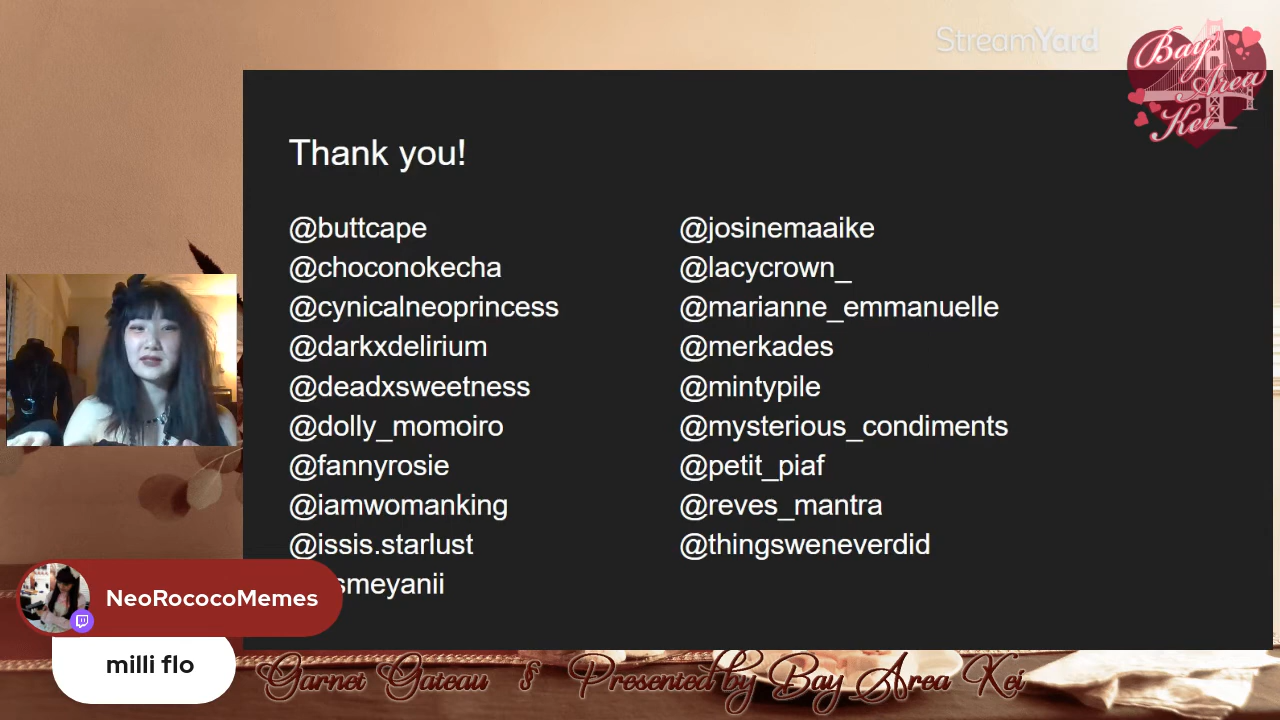 StreamYard
Bay
Area
Kei
Thank you!
@buttcape
@choconokecha
@cynicalneoprincess
@darkxdelirium
@deadxsweetness
@dolly_momoiro
@fannyrosie
@iamwomanking
@issis.starlust
smeyanii
@josinemaaike
@lacycrown_
@marianne_emmanuelle
@merkades
@mintypile
@mysterious_condiments
@petit_piaf
@reves_mantra
@thingsweneverdid
NeoRococoMemes
milli flo
Garnet Gateau § Presented by Bay Area Kei